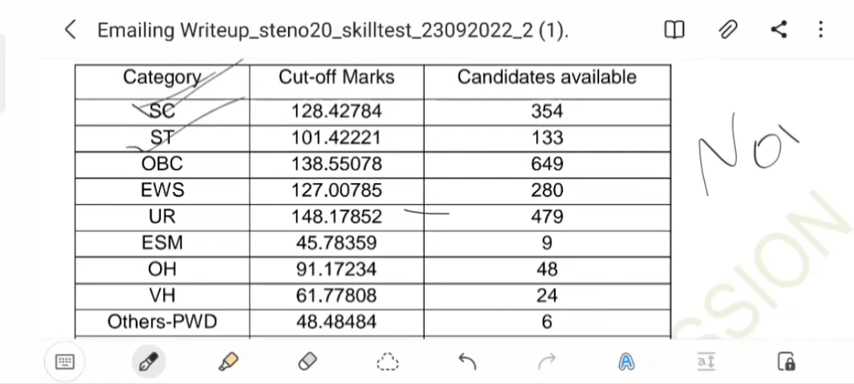 Emailing Writeup_steno20_skilltest_23092022_2 (1).
Category Cut-off Marks Candidates available
SC 128.42784 354
ST 101.42221 133
OBC 138.55078 649
EWS 127.00785 280
UR 148.17852 479
ESM 45.78359 9
OH 91.17234 48
VH 61.77808 24
Others-PWD 48.48484 6